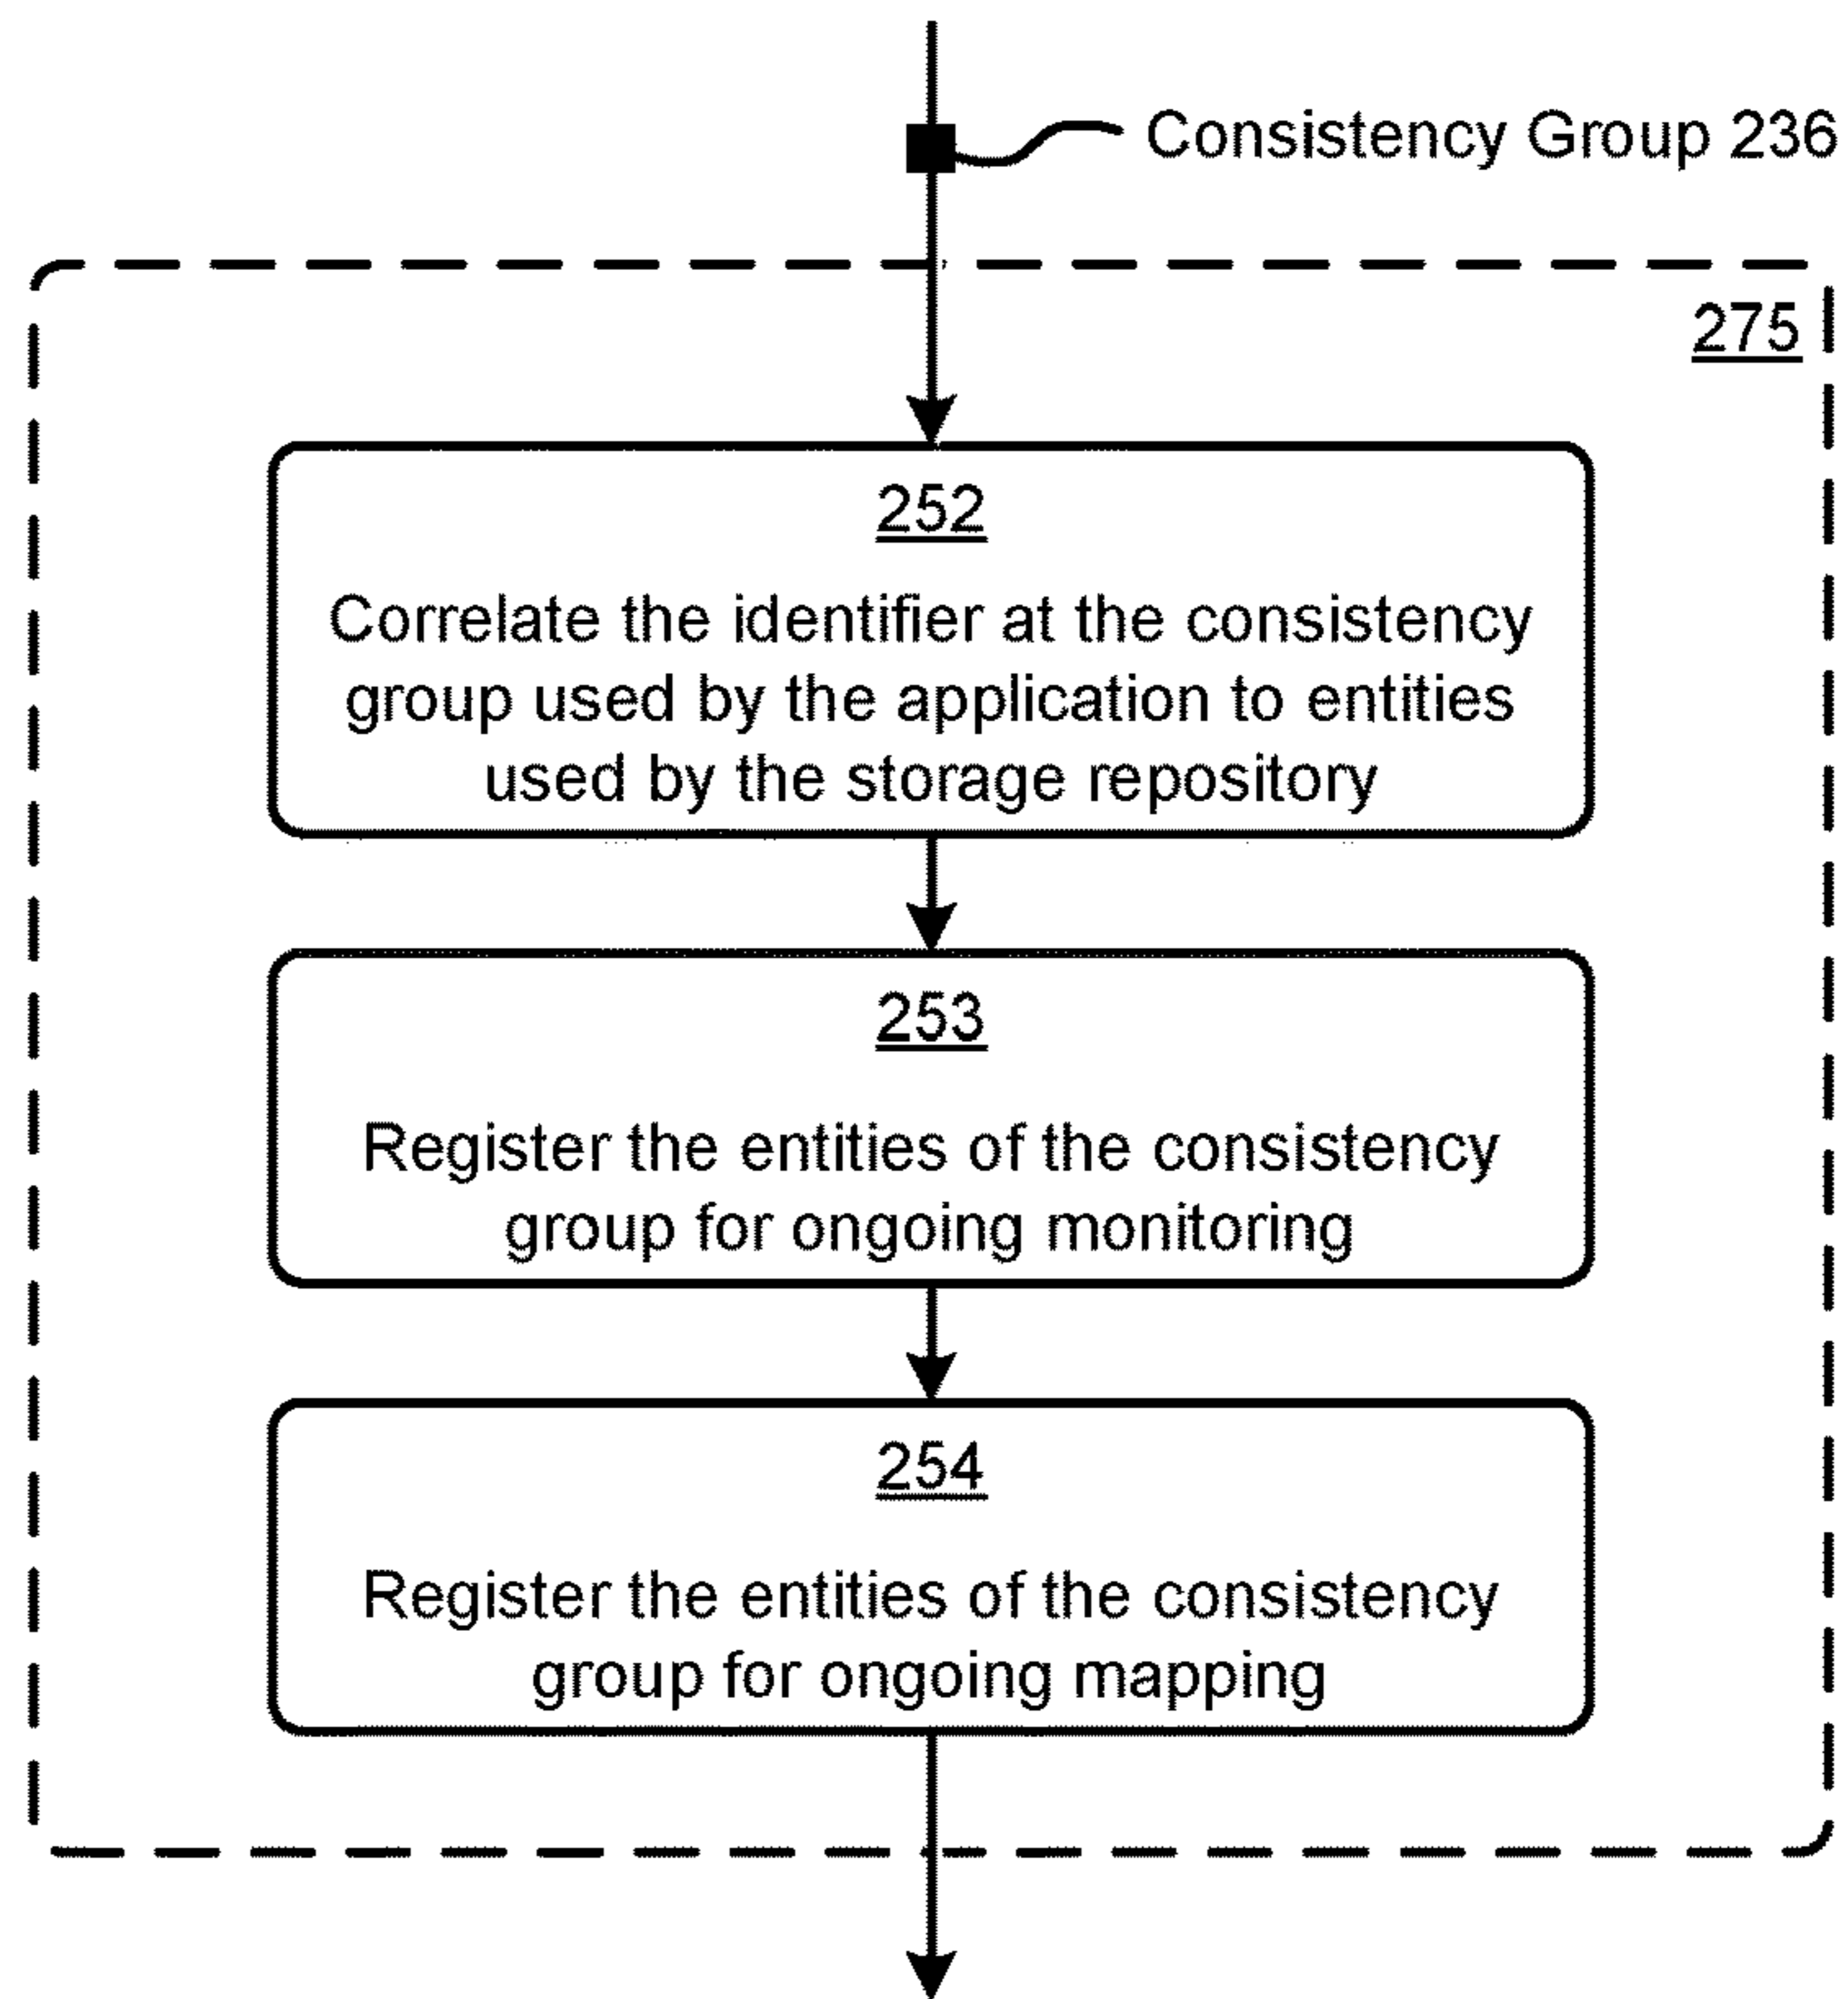 Consistency Group 236
275
252
Correlate the identifier at the consistency
group used by the application to entities
used by the storage repository
253
Register the entities of the consistency
group for ongoing monitoring
254
Register the entities of the consistency
group for ongoing mapping